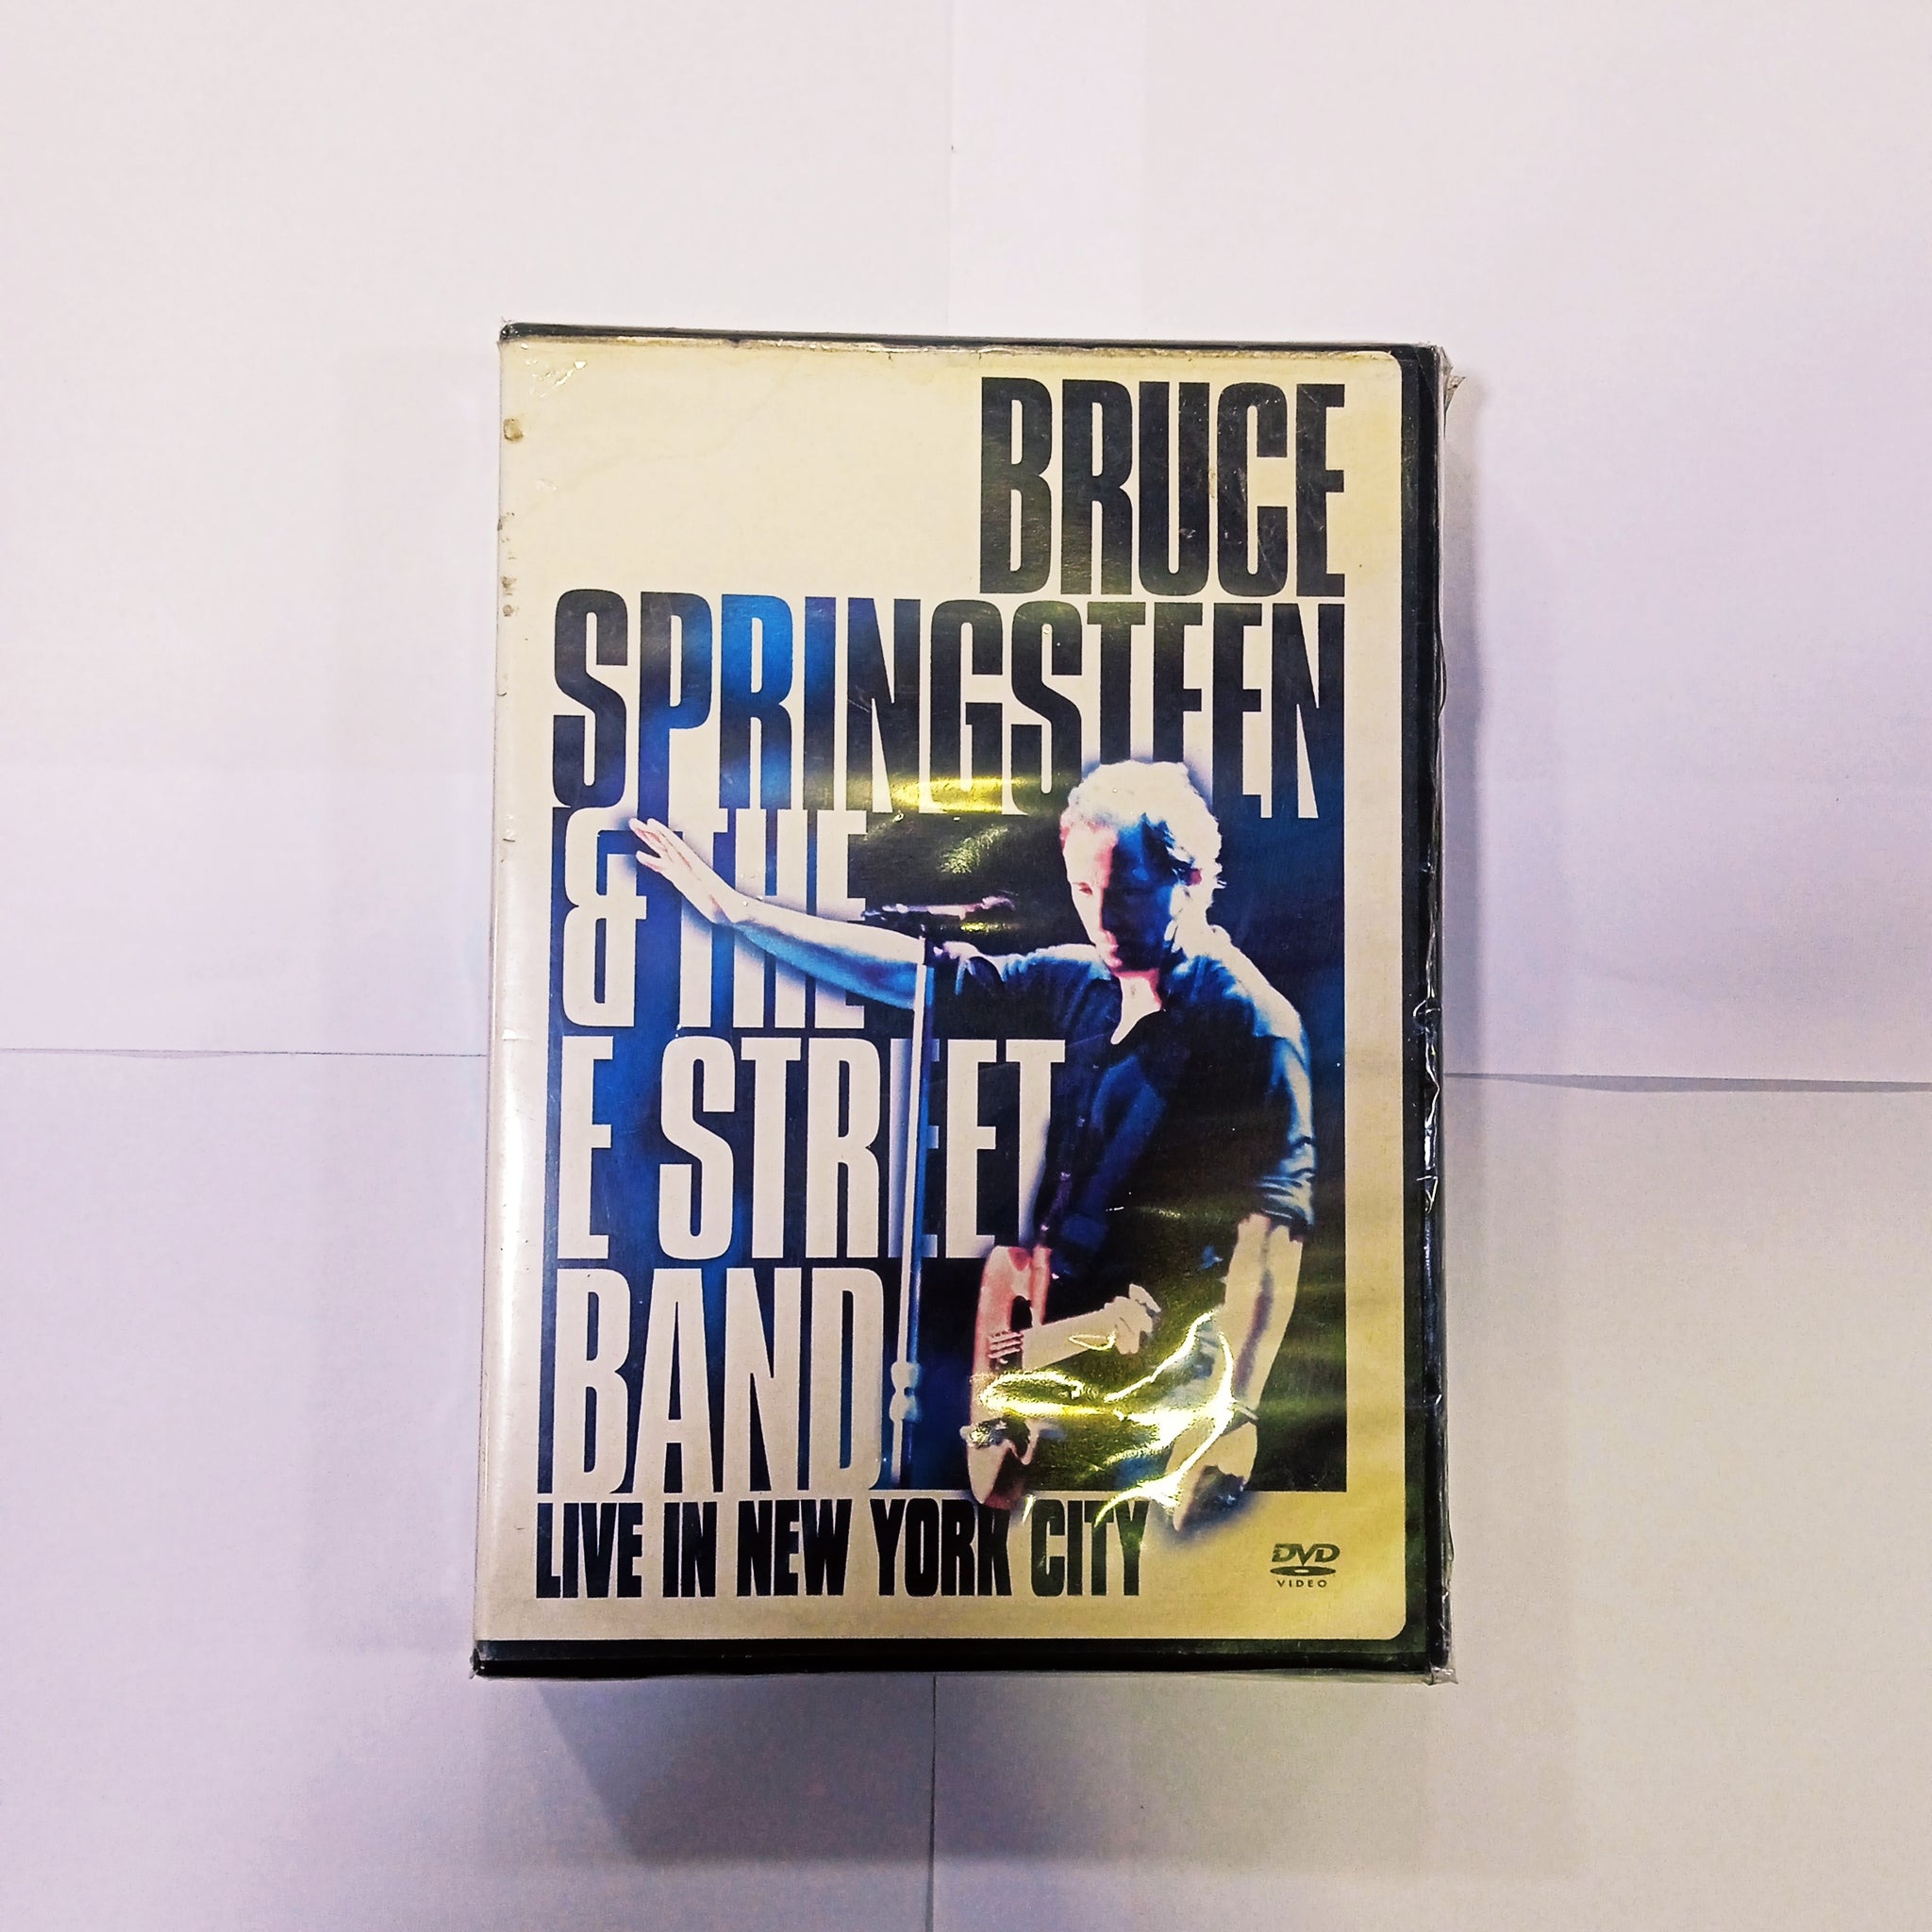 BRUCE
SPRINGSTEEN
& THE
E STREET
BAND
LIVE IN NEW YORK CITY
DVD
VIDEO